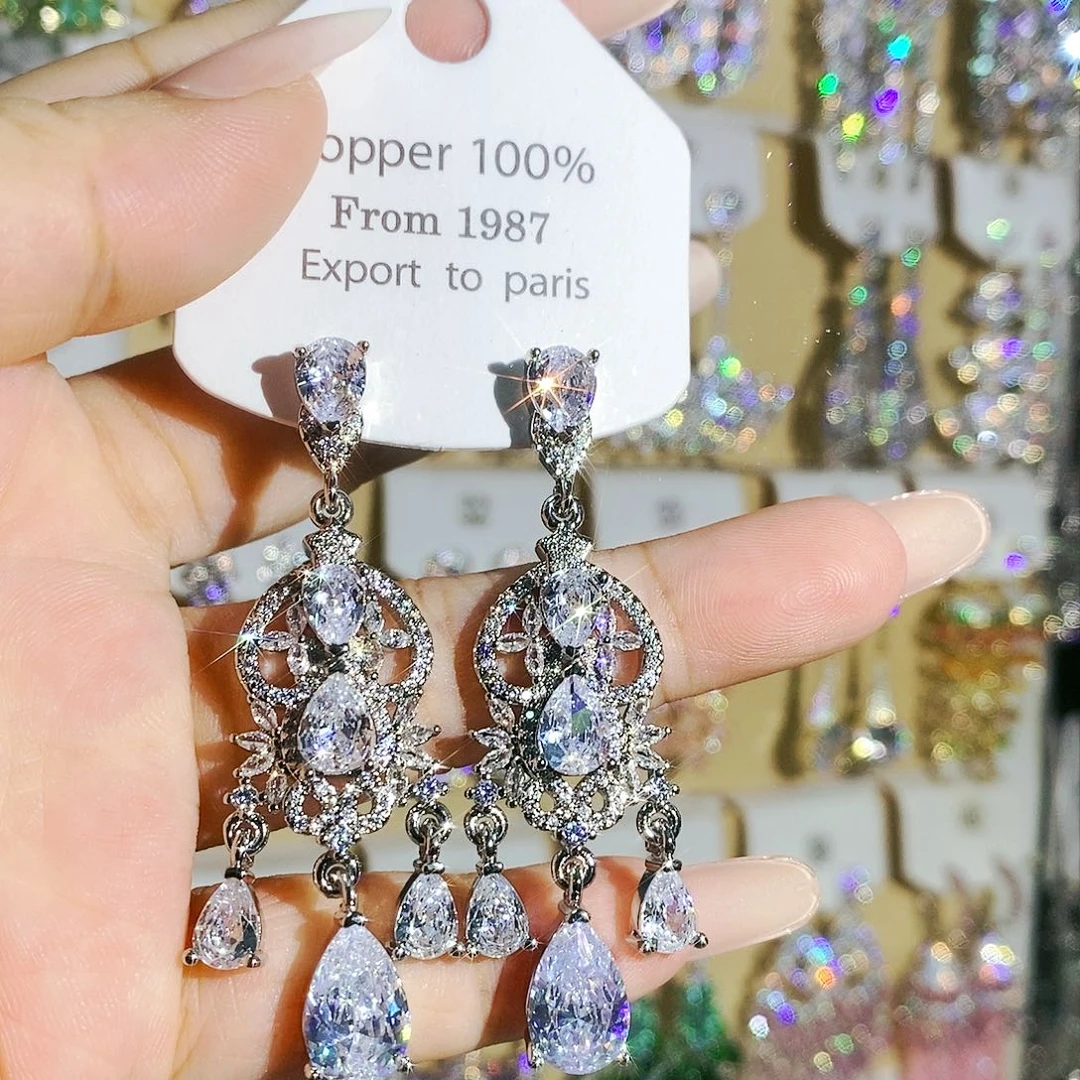 opper 100%
From 1987
Export to paris